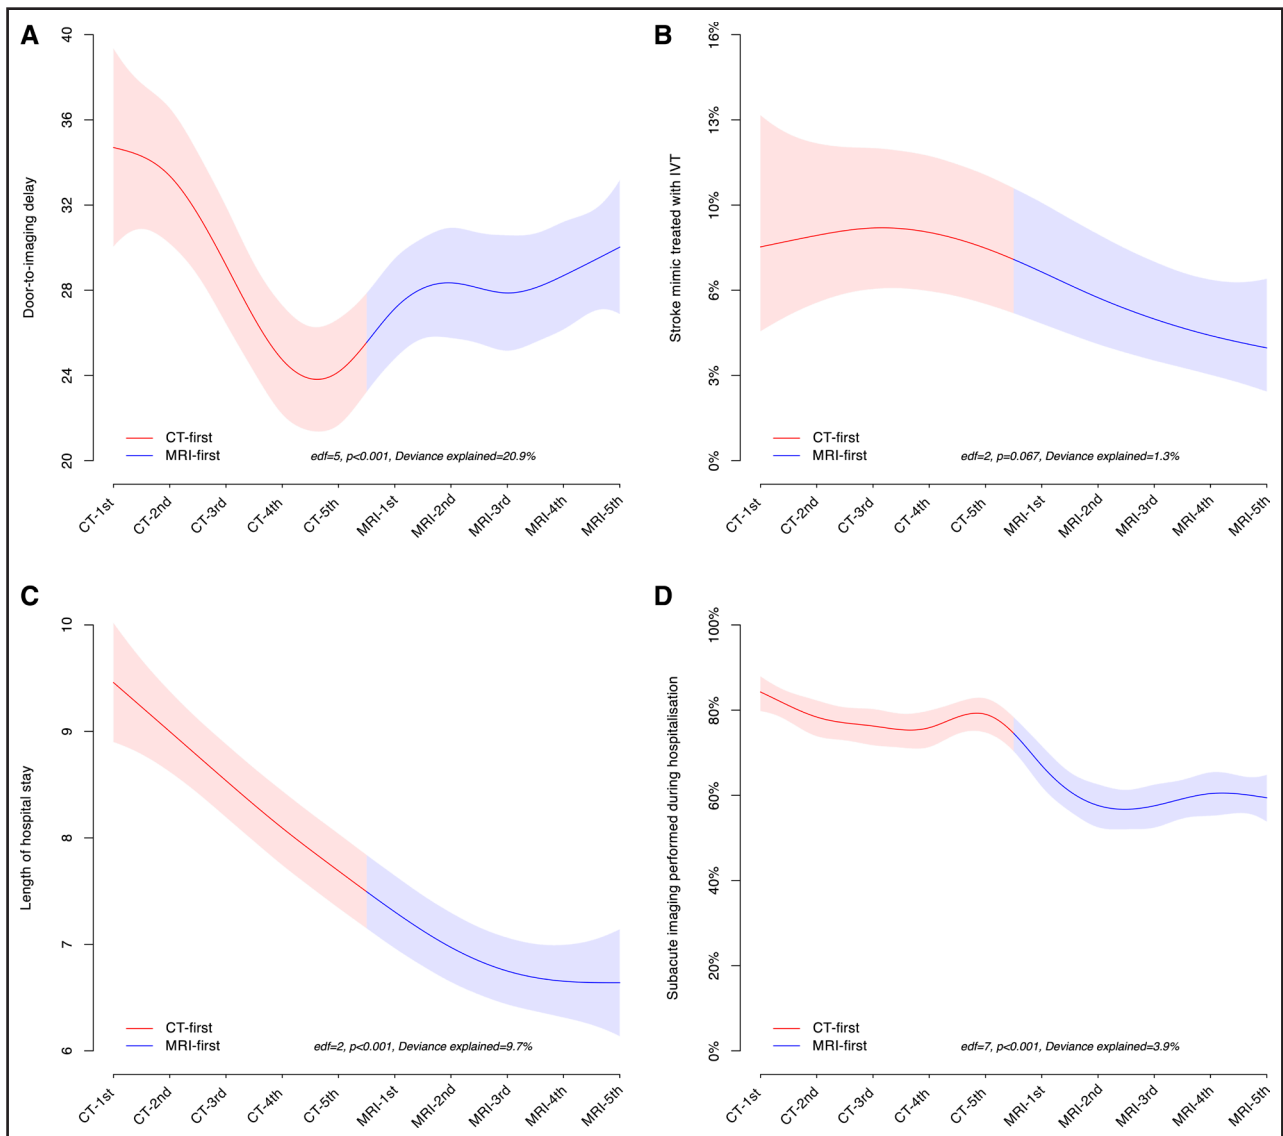 A
Door-to-imaging delay
40
36
32
28
24
20
CT-first
MRI-first
edf=5, p<0.001, Deviance explained=20.9%
CT-1st
CT-2nd
CT-3rd
CT-4th
CT-5th
MRI-1st
MRI-2nd
MRI-3rd
MRI-4th
MRI-5th
B
Stroke mimic treated with IVT
16%
13%
10%
6%
3%
0%
CT-first
MRI-first
edf=2, p=0.067, Deviance explained=1.3%
CT-1st
CT-2nd
CT-3rd
CT-4th
CT-5th
MRI-1st
MRI-2nd
MRI-3rd
MRI-4th
MRI-5th
C
Length of hospital stay
10
9
8
7
6
CT-first
MRI-first
edf=2, p<0.001, Deviance explained=9.7%
CT-1st
CT-2nd
CT-3rd
CT-4th
CT-5th
MRI-1st
MRI-2nd
MRI-3rd
MRI-4th
MRI-5th
D
Subacute imaging performed during hospitalisation
100%
80%
60%
40%
20%
0%
CT-first
MRI-first
edf=7, p<0.001, Deviance explained=3.9%
CT-1st
CT-2nd
CT-3rd
CT-4th
CT-5th
MRI-1st
MRI-2nd
MRI-3rd
MRI-4th
MRI-5th